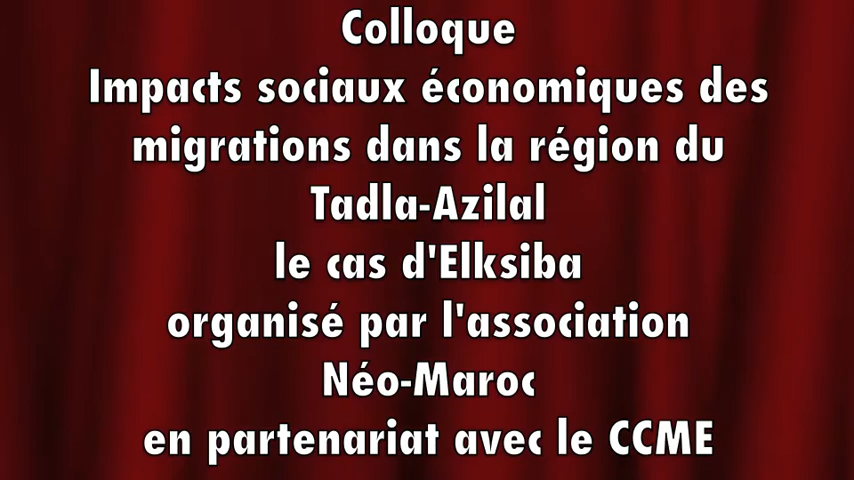 Colloque
Impacts sociaux économiques des
migrations dans la région du
Tadla-Azilal
le cas d'Elksiba
organisé par l'association
Néo-Maroc
en partenariat avec le CCME